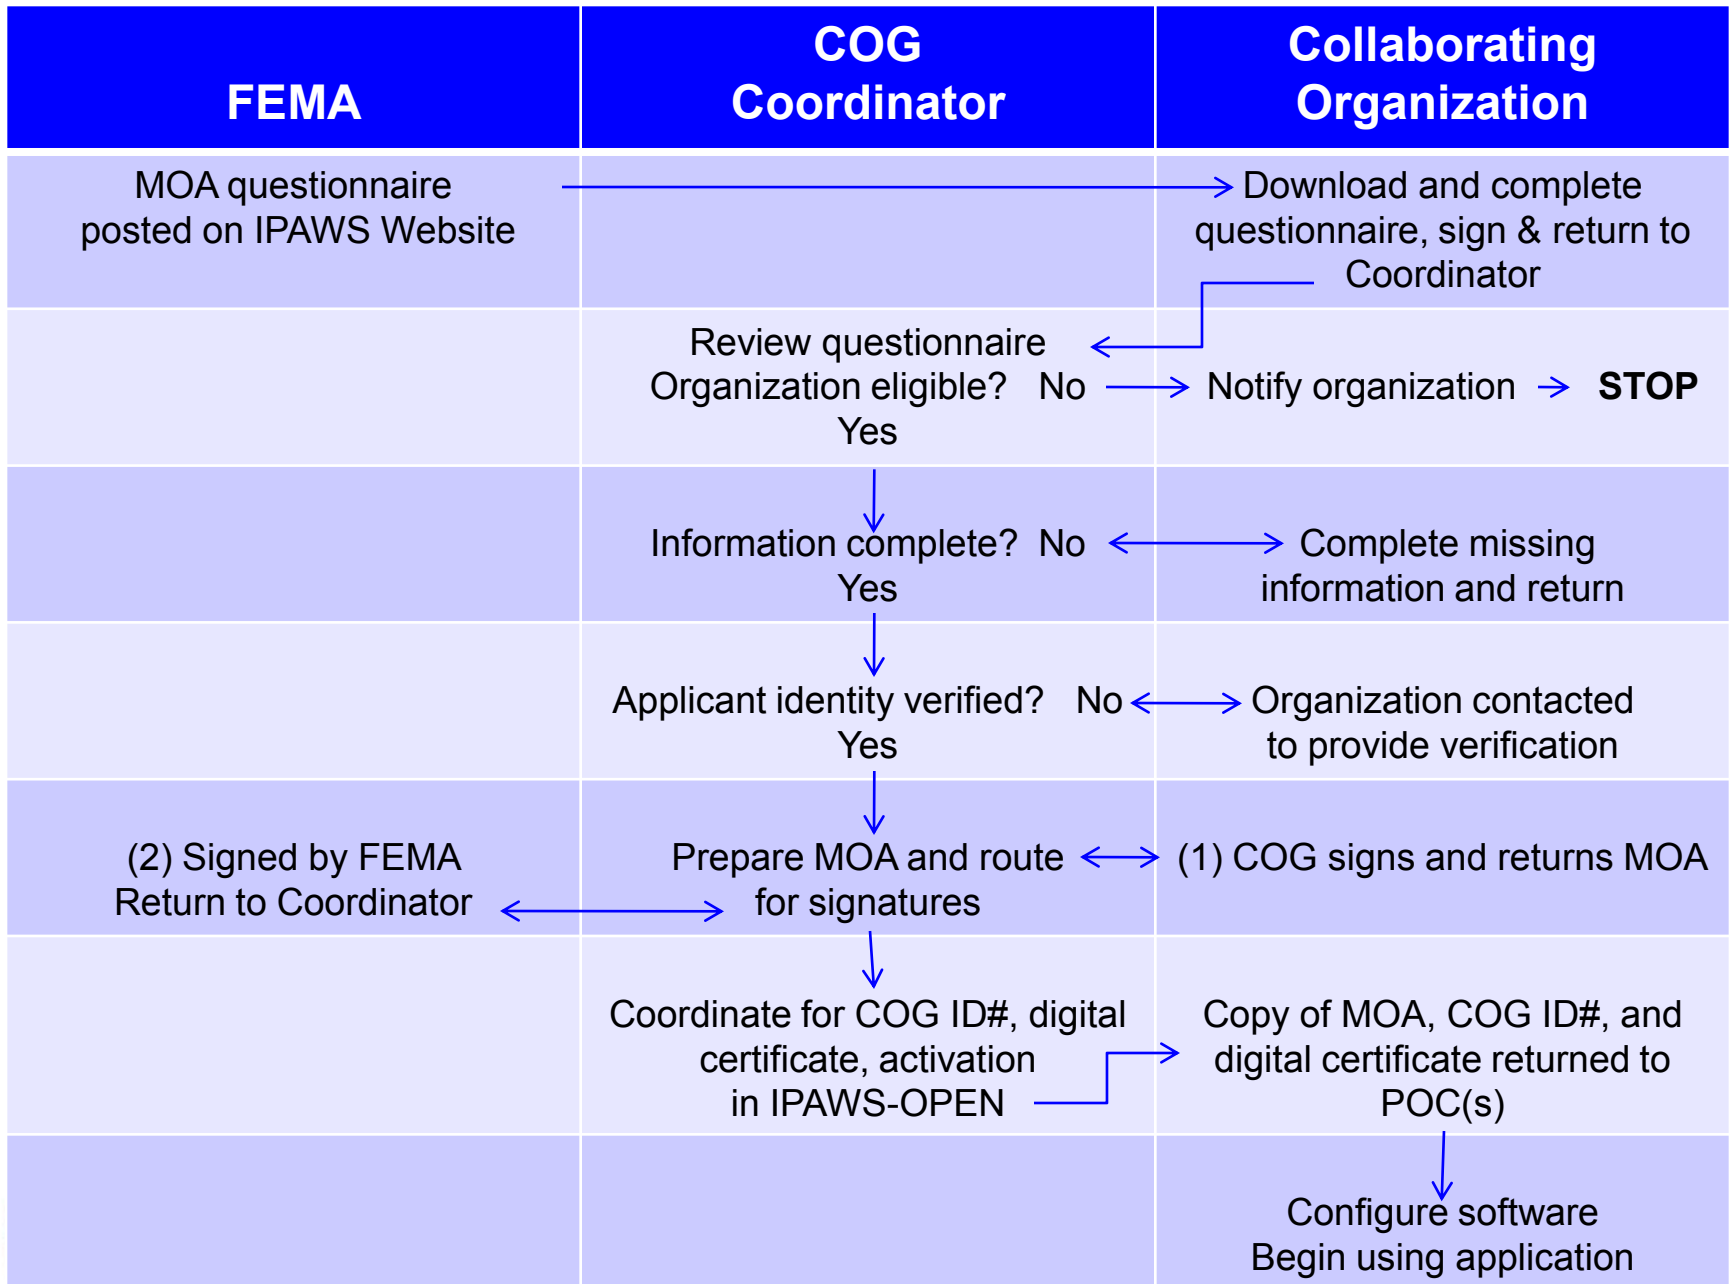 FEMA
COG
Coordinator
Collaborating
Organization
MOA questionnaire
posted on IPAWS Website
Download and complete
questionnaire, sign & return to
Coordinator
Review questionnaire
Organization eligible? No
Yes
Notify organization
STOP
Information complete? No
Yes
Complete missing
information and return
Applicant identity verified? No
Yes
Organization contacted
to provide verification
(2) Signed by FEMA
Return to Coordinator
Prepare MOA and route
for signatures
(1) COG signs and returns MOA
Coordinate for COG ID#, digital
certificate, activation
in IPAWS-OPEN
Copy of MOA, COG ID#, and
digital certificate returned to
POC(s)
Configure software
Begin using application